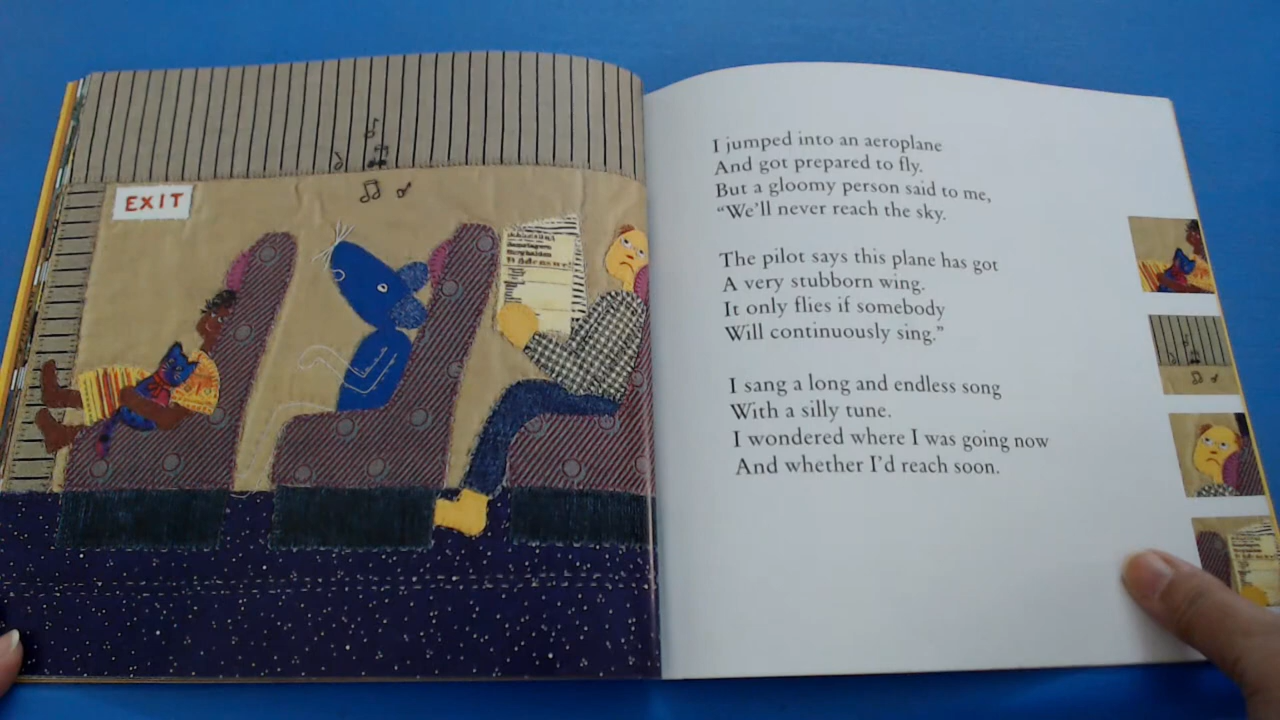 EXIT
I jumped into an aeroplane
And got prepared to fly.
But a gloomy person said to me,
“We’ll never reach the sky.
The pilot says this plane has got
A very stubborn wing.
It only flies if somebody
Will continuously sing.”
I sang a long and endless song
With a silly tune.
I wondered where I was going now
And whether I’d reach soon.